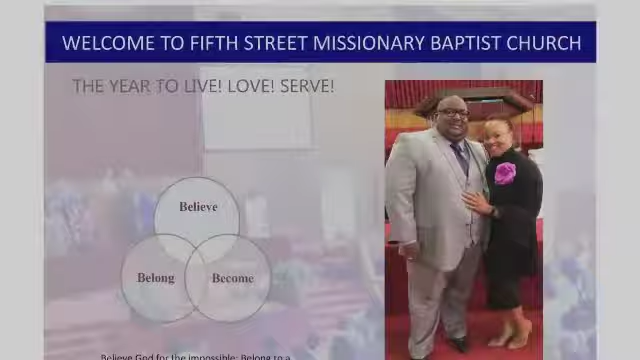 WELCOME TO FIFTH STREET MISSIONARY BAPTIST CHURCH
THE YEAR TO LIVE! LOVE! SERVE!
Believe
Belong
Become
Believe God for the impossible; Belong to a